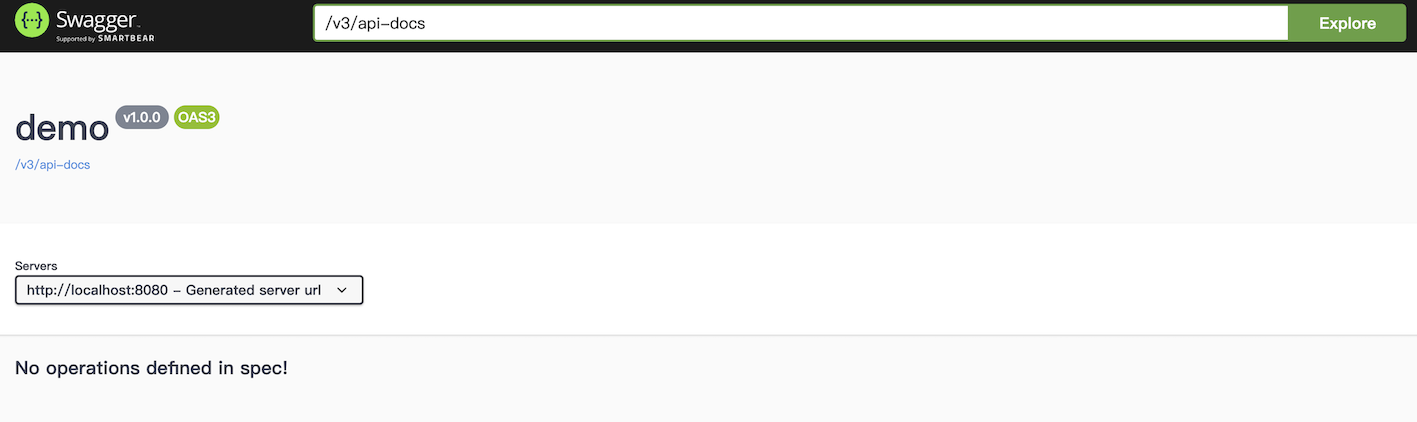 {···} Swagger™
Supported by SMARTBEAR
/v3/api-docs
Explore
demo v1.0.0 OAS3
/v3/api-docs
Servers
http://localhost:8080 - Generated server url
No operations defined in spec!